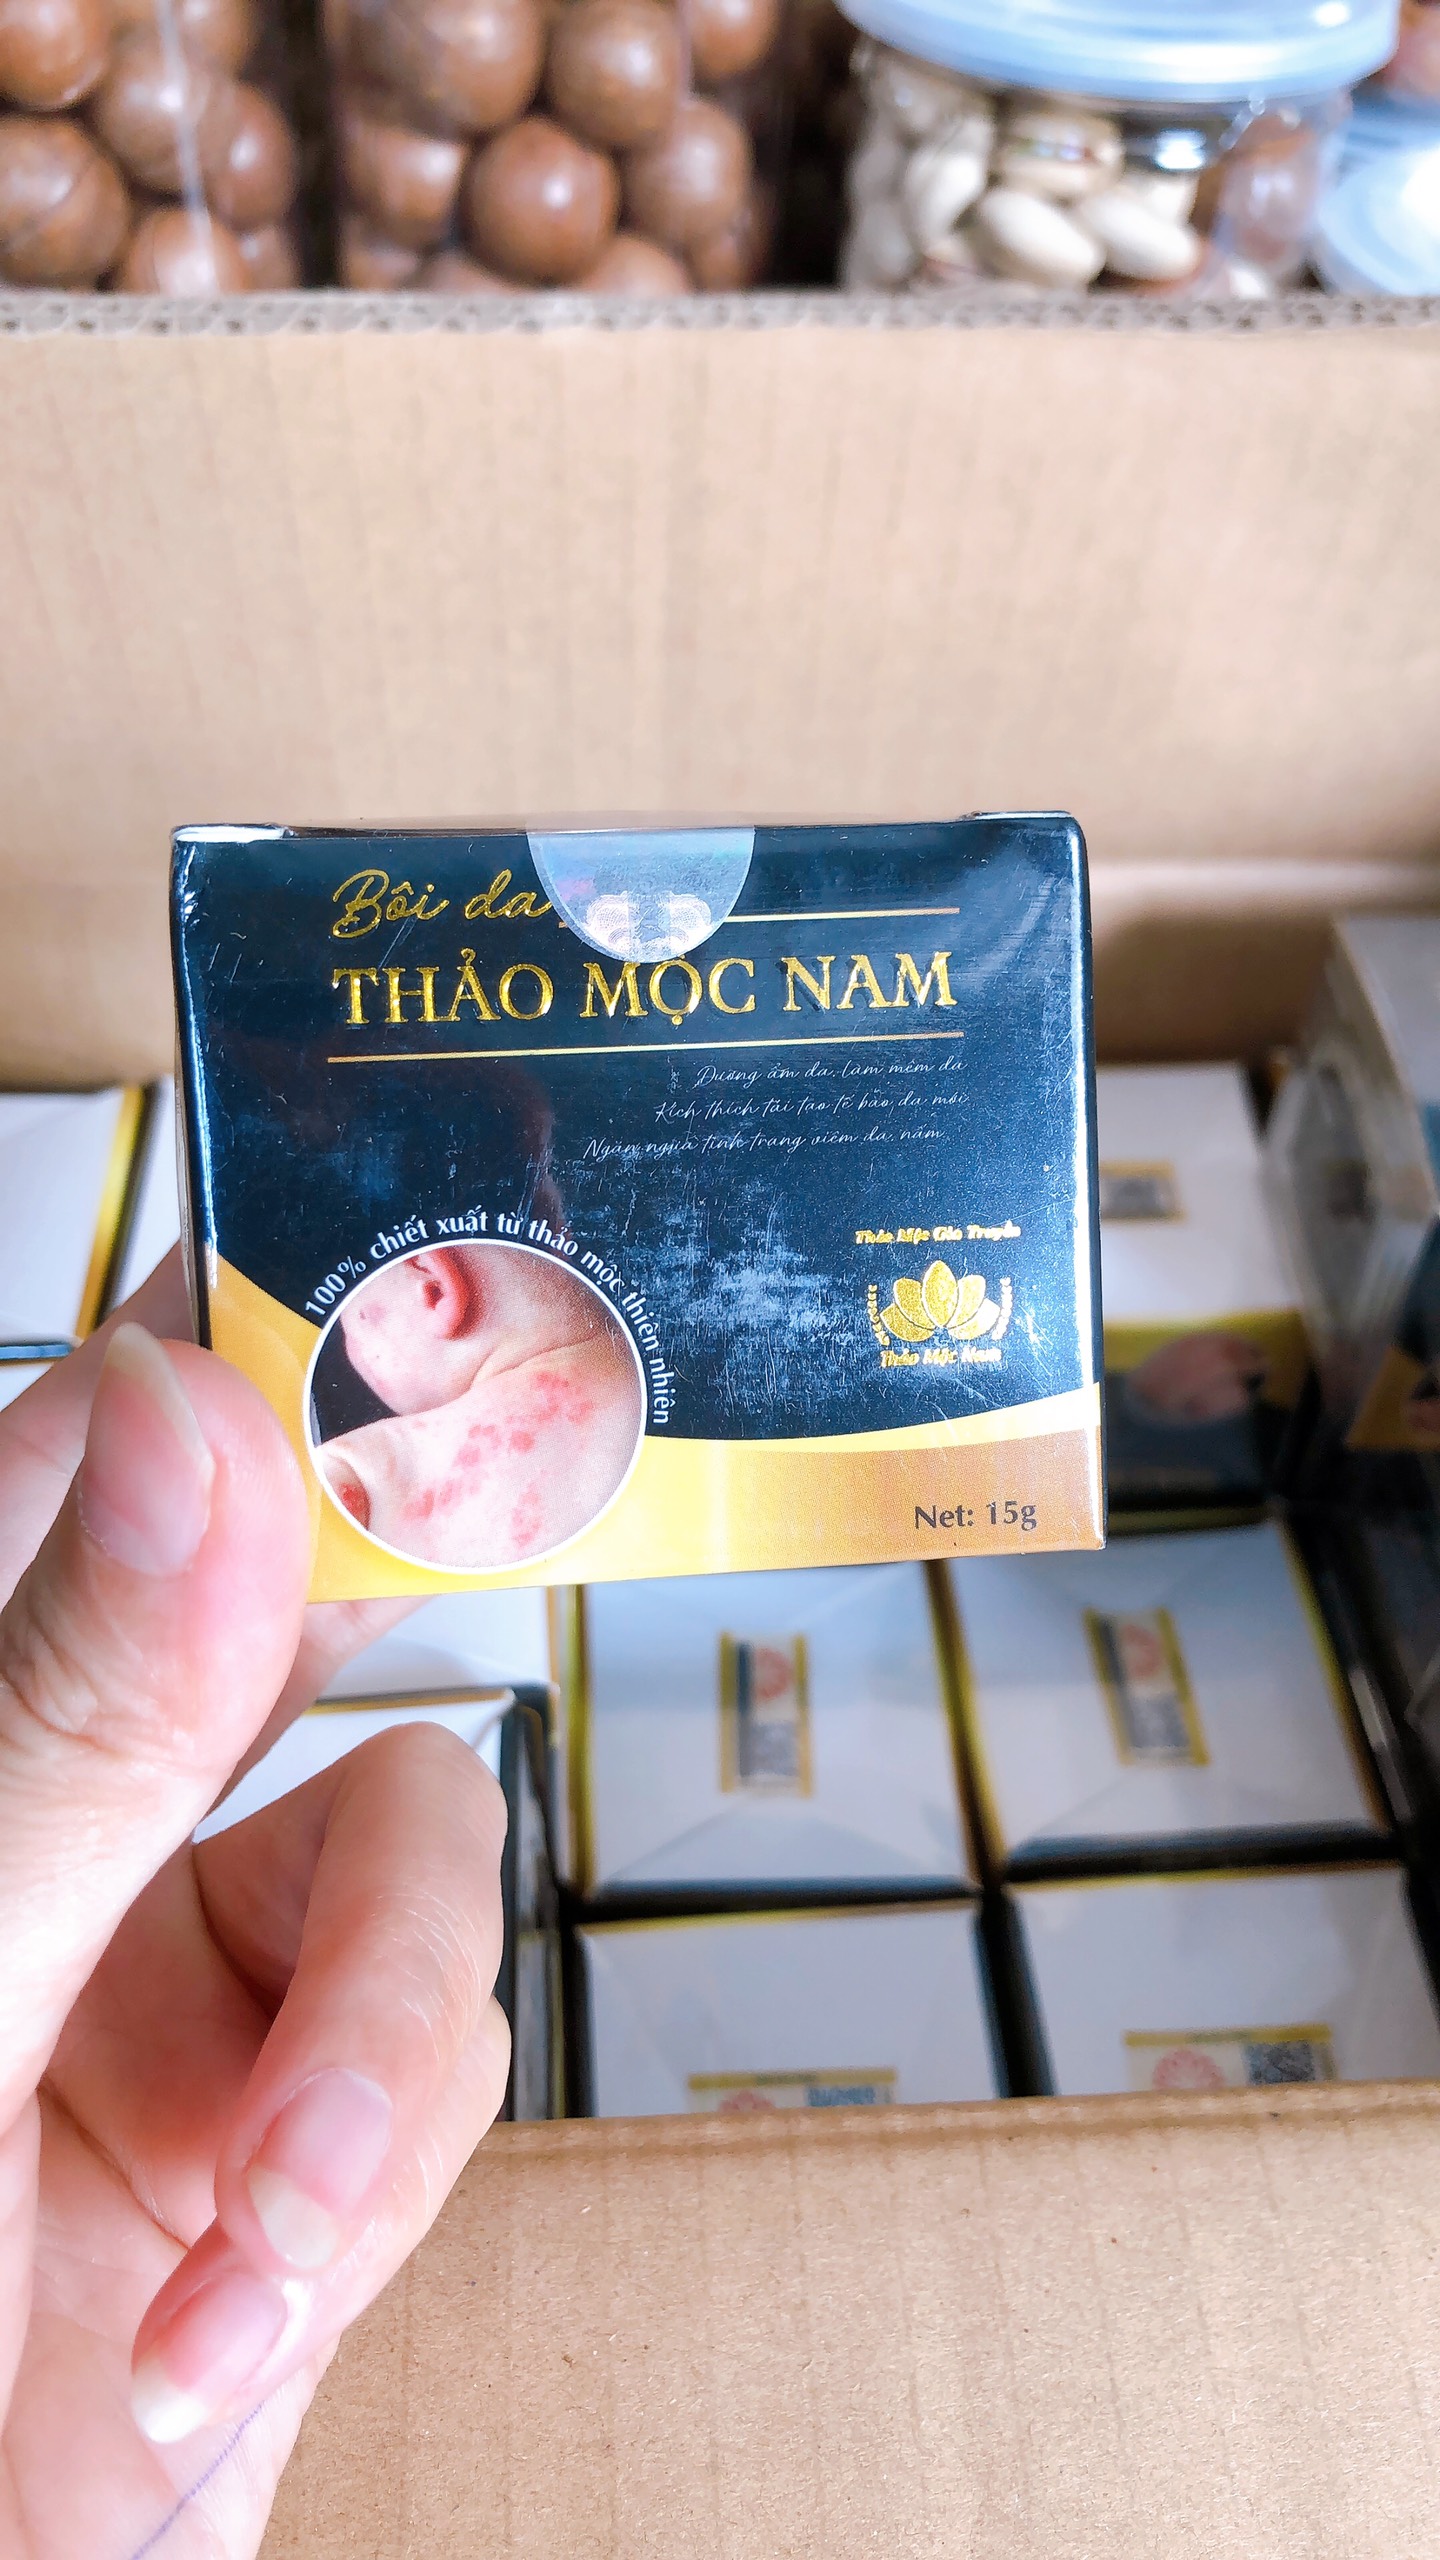 Bôi da
THẢO MỘC NAM
Dưỡng ẩm da, làm mềm da
Kích thích tái tạo tế bào da mới
Ngăn ngừa tình trạng viêm da, nấm
100% chiết xuất từ thảo mộc thiên nhiên
Thảo Mộc Gia Truyền
Thảo Mộc Nam
Net: 15g